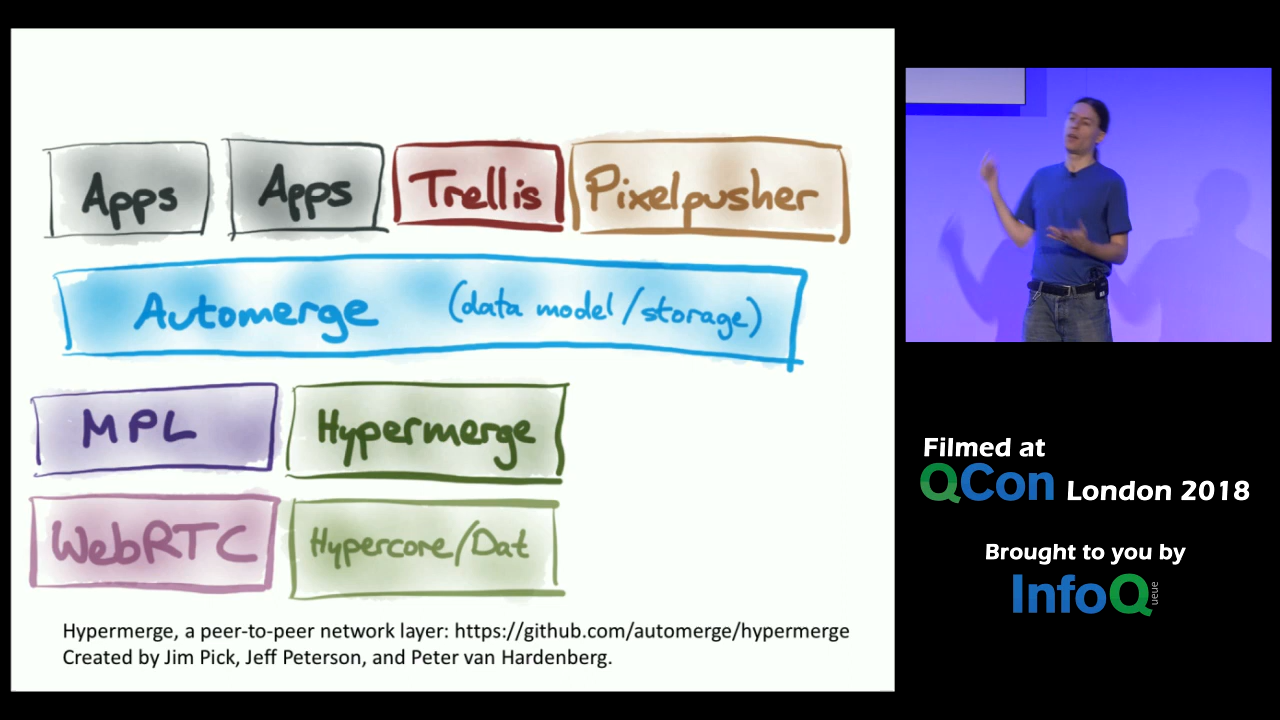 Apps Apps Trellis Pixelpusher
Automerge (data model/storage)
MPL Hypermerge
WebRTC Hypercore/Dat
Hypermerge, a peer-to-peer network layer: https://github.com/automerge/hypermerge
Created by Jim Pick, Jeff Peterson, and Peter van Hardenberg.
Filmed at
QCon London 2018
Brought to you by
InfoQ
ueue